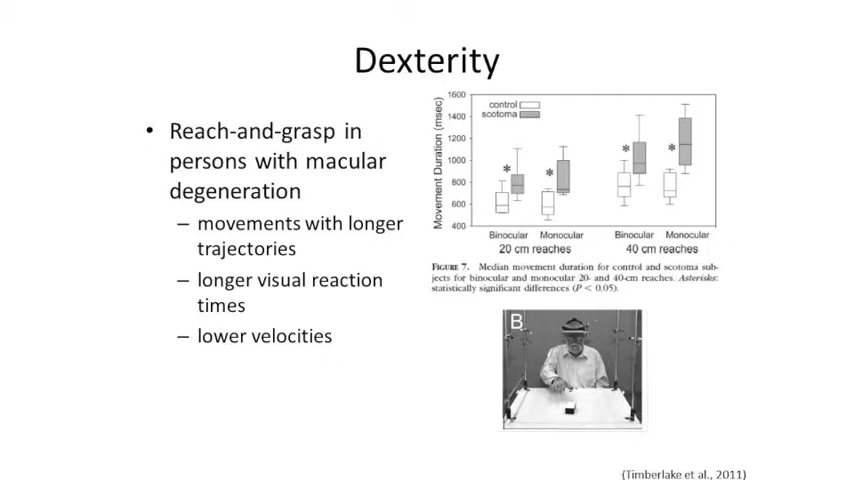 Dexterity
• Reach-and-grasp in
persons with macular
degeneration
– movements with longer
trajectories
– longer visual reaction
times
– lower velocities
Movement Duration (msec)
1600
1400
1200
1000
800
600
400
control
scotoma
*
*
*
*
Binocular Monocular Binocular Monocular
20 cm reaches 40 cm reaches
FIGURE 7. Median movement duration for control and scotoma sub-
jects for binocular and monocular 20- and 40-cm reaches. Asterisks:
statistically significant differences (P < 0.05).
B
(Timberlake et al., 2011)